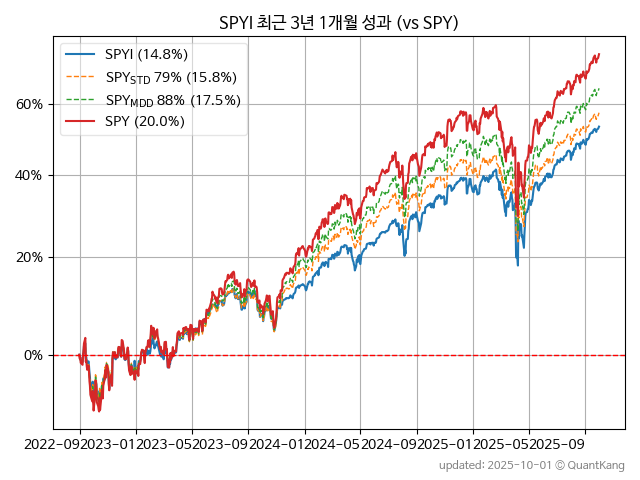 SPYI 최근 3년 1개월 성과 (vs SPY)
SPYI (14.8%)
SPY_STD 79% (15.8%)
SPY_MDD 88% (17.5%)
SPY (20.0%)
60%
40%
20%
0%
2022-09 2023-01 2023-05 2023-09 2024-01 2024-05 2024-09 2025-01 2025-05 2025-09
updated: 2025-10-01 © QuantKang